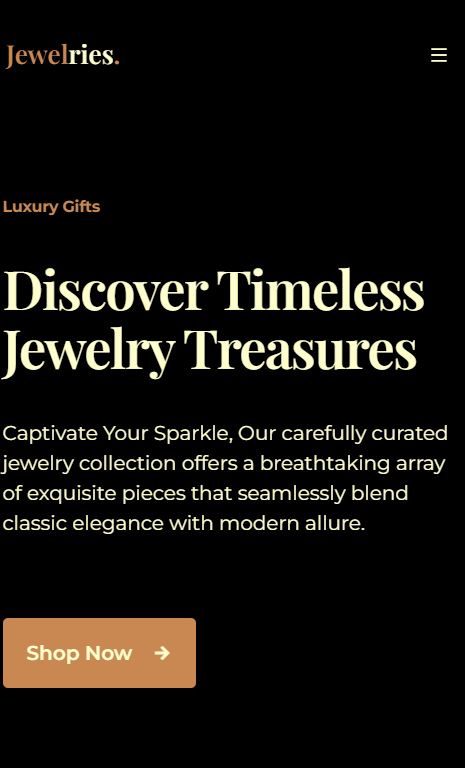 Jewelries.
Luxury Gifts
Discover Timeless
Jewelry Treasures
Captivate Your Sparkle, Our carefully curated
jewelry collection offers a breathtaking array
of exquisite pieces that seamlessly blend
classic elegance with modern allure.
Shop Now